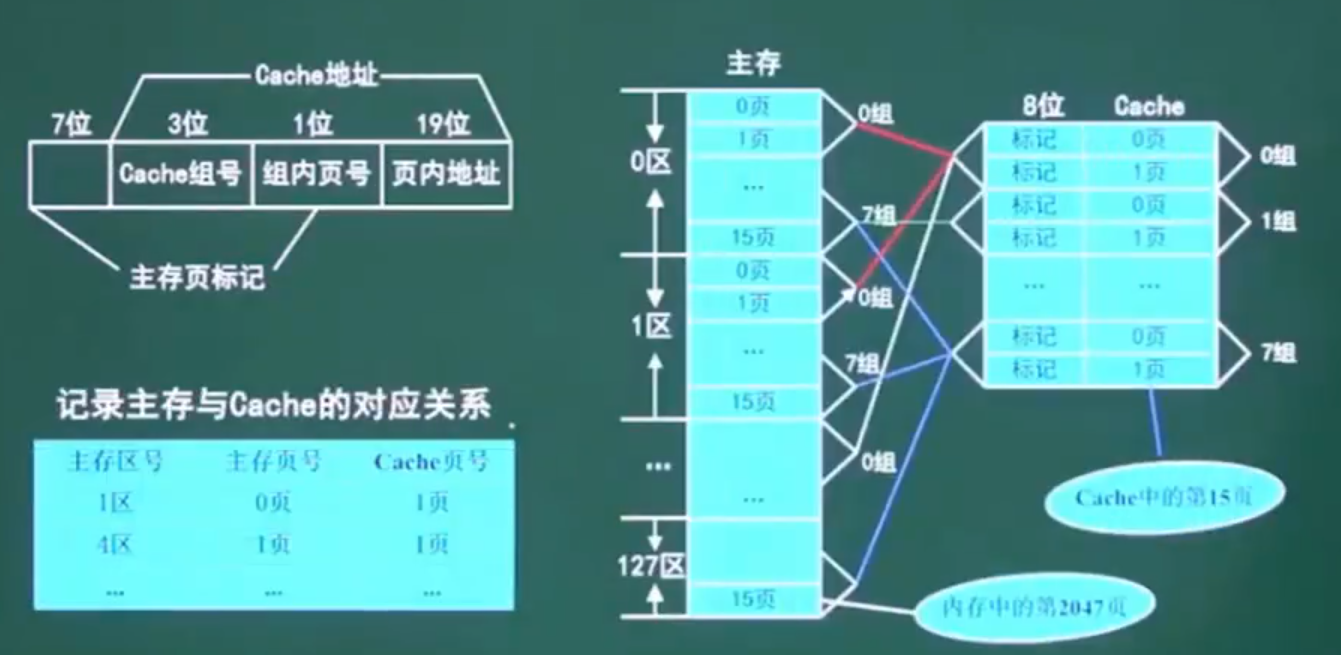 Cache地址
7位 3位 1位 19位
Cache组号 组内页号 页内地址
主存页标记
记录主存与Cache的对应关系
主存区号 主存页号 Cache页号
1区 0页 1页
4区 1页 1页
... ... ...
主存
0区
0页
1页
...
15页
1区
0页
1页
...
15页
...
...
127区
15页
0组
7组
0组
7组
0组
8位 Cache
标记 0页
标记 1页
标记 0页
标记 1页
... ...
标记 0页
标记 1页
0组
1组
7组
Cache中的第15页
内存中的第2047页